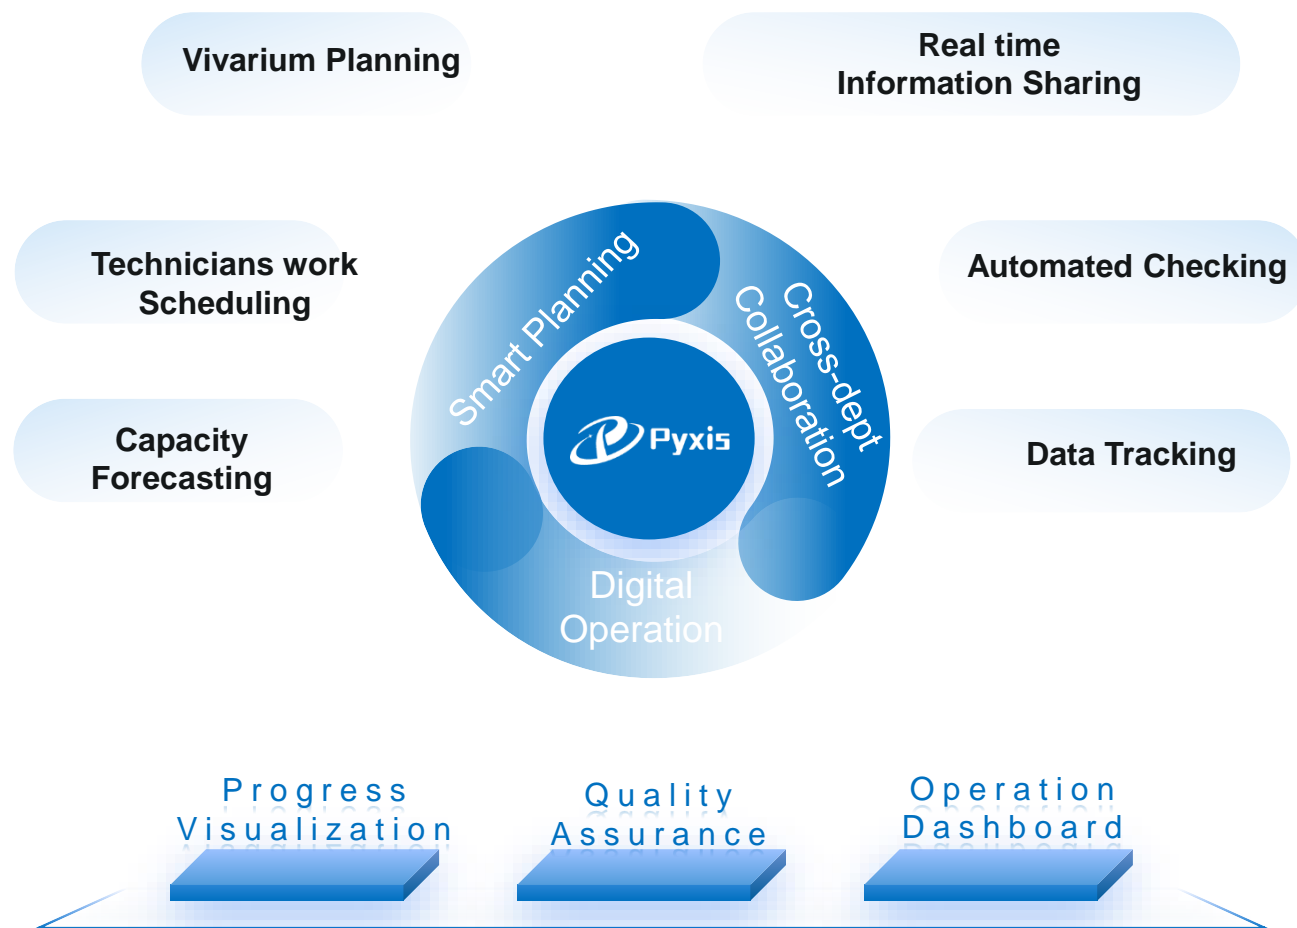 Vivarium Planning
Real time
Information Sharing
Technicians work
Scheduling
Automated Checking
Capacity
Forecasting
Data Tracking
Smart Planning
Cross-dept
Collaboration
Pyxis
Digital
Operation
Progress
Visualization
Quality
Assurance
Operation
Dashboard